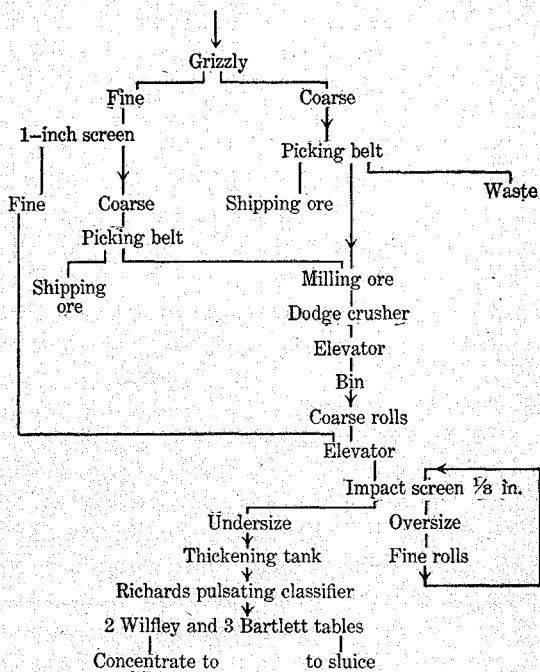 Grizzly
Fine
Coarse
1–inch screen
Picking belt
Fine
Coarse
Shipping ore
Waste
Picking belt
Shipping
ore
Milling ore
Dodge crusher
Elevator
Bin
Coarse rolls
Elevator
Impact screen ⅛ in.
Undersize
Oversize
Thickening tank
Fine rolls
Richards pulsating classifier
2 Wilfley and 3 Bartlett tables
Concentrate to
to sluice